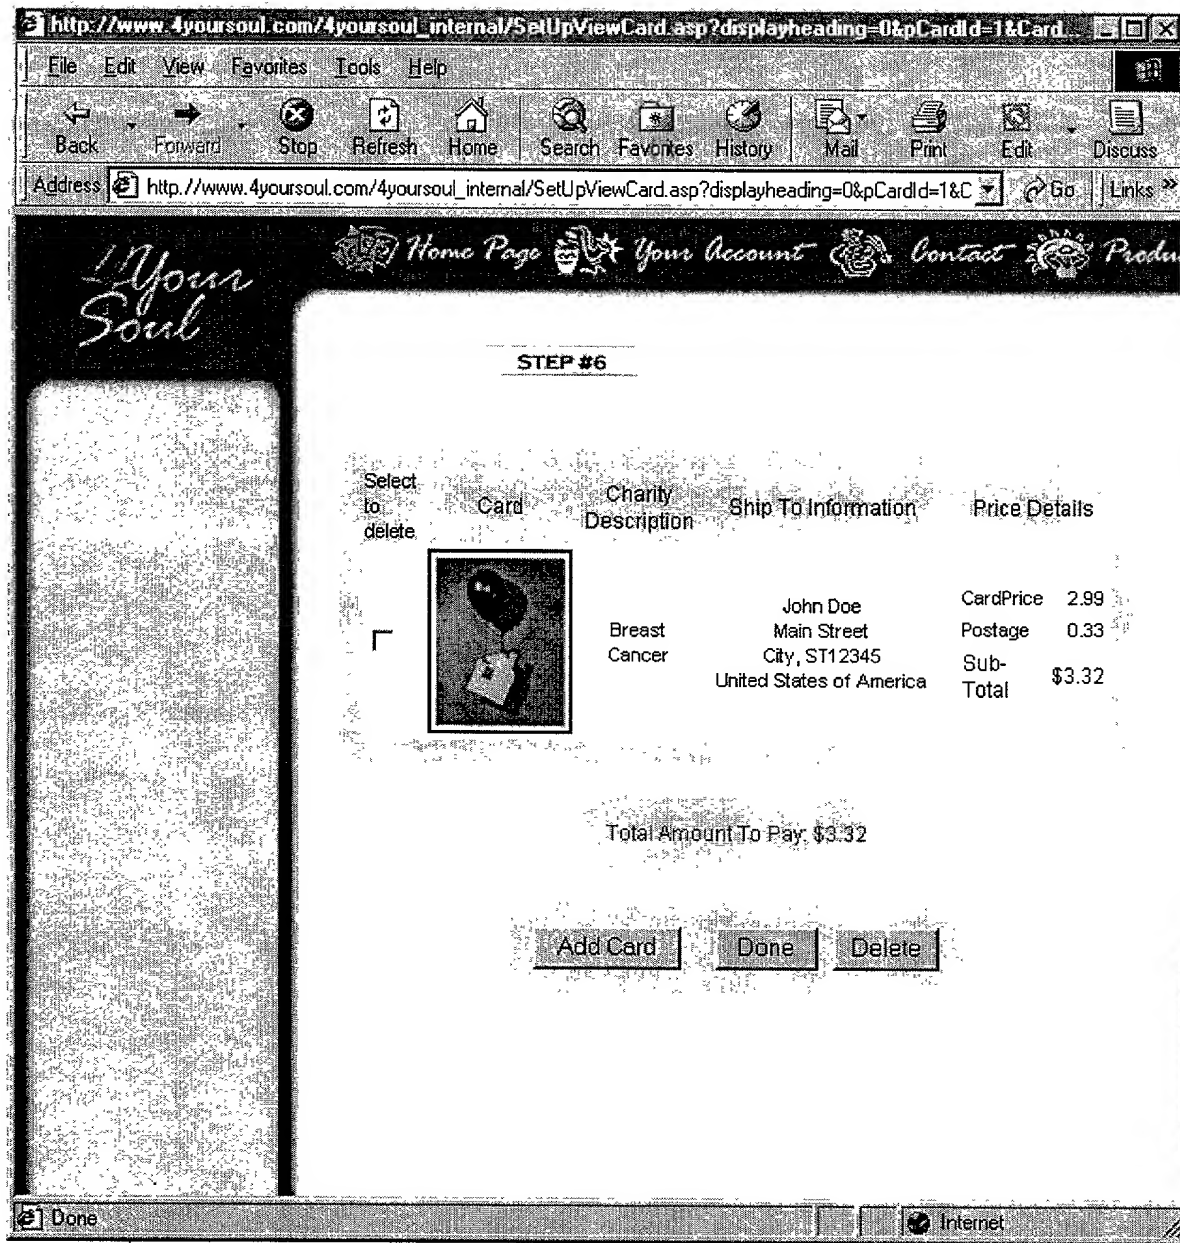 http://www.4yoursoul.com/4yoursoul_internal/SetUpViewCard.asp?displayheading=0&pCardId=1&Card...
File Edit View Favorites Tools Help
Back Forward Stop Refresh Home Search Favorites History Mail Print Edit Discuss
Address http://www.4yoursoul.com/4yoursoul_internal/SetUpViewCard.asp?displayheading=0&pCardId=1&C Go Links »
4 Your
Soul
Home Page Your Account Contact Produ
STEP #6
Select
to
delete
Card
Charity
Description
Ship To Information
Price Details
Breast
Cancer
John Doe
Main Street
City, ST12345
United States of America
CardPrice 2.99
Postage 0.33
Sub-
Total $3.32
Total Amount To Pay: $3.32
Add Card Done Delete
Done Internet